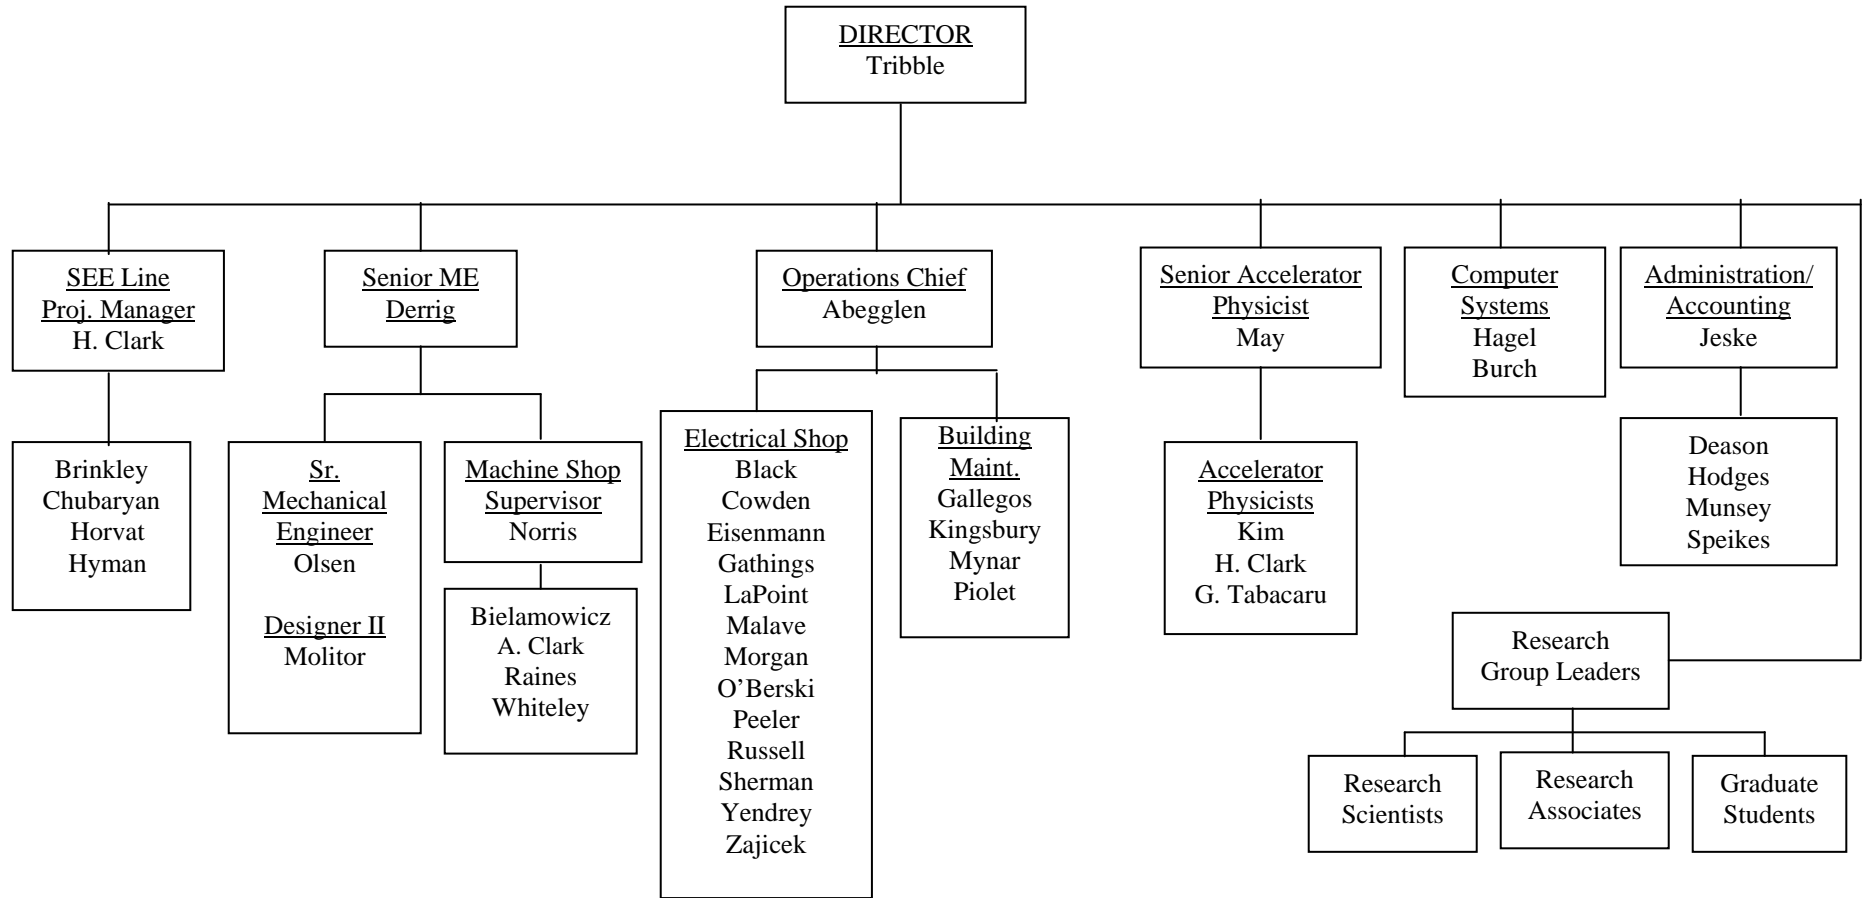 DIRECTOR
Tribble
SEE Line
Proj. Manager
H. Clark
Senior ME
Derrig
Operations Chief
Abegglen
Senior Accelerator
Physicist
May
Computer
Systems
Hagel
Burch
Administration/
Accounting
Jeske
Brinkley
Chubaryan
Horvat
Hyman
Sr.
Mechanical
Engineer
Olsen
Designer II
Molitor
Machine Shop
Supervisor
Norris
Bielamowicz
A. Clark
Raines
Whiteley
Electrical Shop
Black
Cowden
Eisenmann
Gathings
LaPoint
Malave
Morgan
O’Berski
Peeler
Russell
Sherman
Yendrey
Zajicek
Building
Maint.
Gallegos
Kingsbury
Mynar
Piolet
Accelerator
Physicists
Kim
H. Clark
G. Tabacaru
Deason
Hodges
Munsey
Speikes
Research
Group Leaders
Research
Scientists
Research
Associates
Graduate
Students